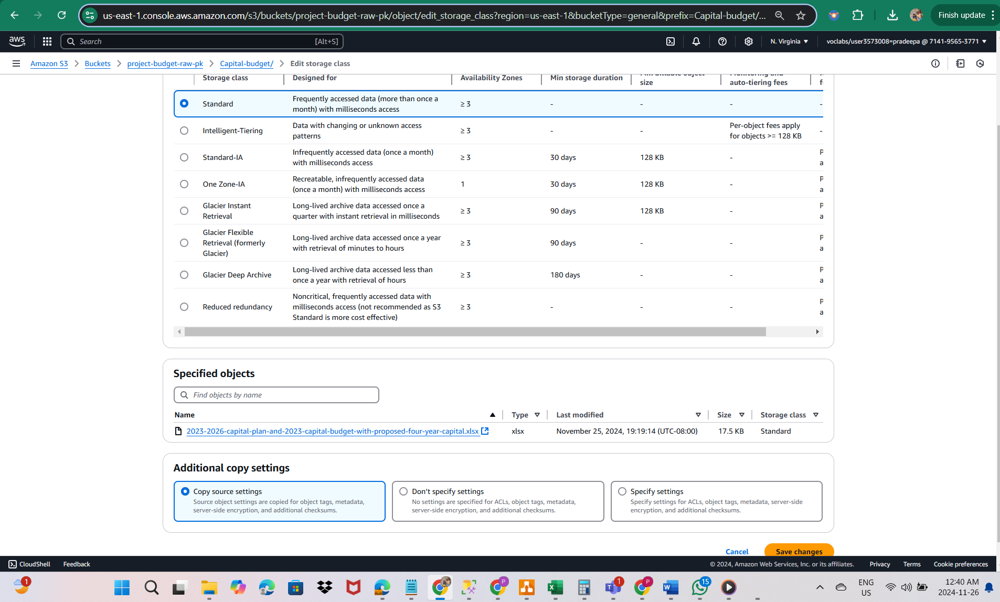 us-east-1.console.aws.amazon.com/s3/buckets/project-budget-raw-pk/object/edit_storage_class?region=us-east-1&bucketType=general&prefix=Capital-budget/...
Finish update
aws
Search
[Alt+S]
N. Virginia
voclabs/user3573008=pradeepa @ 7141-9565-3771
Amazon S3
Buckets
project-budget-raw-pk
Capital-budget/
Edit storage class
Storage class
Designed for
Availability Zones
Min storage duration
Min billable object
size
Monitoring and
auto-tiering fees
Standard
Frequently accessed data (more than once a
month) with milliseconds access
≥ 3
-
-
-
-
Intelligent-Tiering
Data with changing or unknown access
patterns
≥ 3
-
-
Per-object fees apply
for objects >= 128 KB
-
Standard-IA
Infrequently accessed data (once a month)
with milliseconds access
≥ 3
30 days
128 KB
-
P
a
One Zone-IA
Recreatable, infrequently accessed data
(once a month) with milliseconds access
1
30 days
128 KB
-
P
a
Glacier Instant
Retrieval
Long-lived archive data accessed once a
quarter with instant retrieval in milliseconds
≥ 3
90 days
128 KB
-
P
a
Glacier Flexible
Retrieval (formerly
Glacier)
Long-lived archive data accessed once a year
with retrieval of minutes to hours
≥ 3
90 days
-
-
P
a
Glacier Deep Archive
Long-lived archive data accessed less than
once a year with retrieval of hours
≥ 3
180 days
-
-
P
a
Reduced redundancy
Noncritical, frequently accessed data with
milliseconds access (not recommended as S3
Standard is more cost effective)
≥ 3
-
-
-
P
a
Specified objects
Find objects by name
Name
Type
Last modified
Size
Storage class
2023-2026-capital-plan-and-2023-capital-budget-with-proposed-four-year-capital.xlsx
xlsx
November 25, 2024, 19:19:14 (UTC-08:00)
17.5 KB
Standard
Additional copy settings
Copy source settings
Source object settings are copied for object tags, metadata,
server-side encryption, and additional checksums.
Don't specify settings
No settings are specified for ACLs, object tags, metadata,
server-side encryption, and additional checksums.
Specify settings
Specify settings for ACLs, object tags, metadata, server-side
encryption, and additional checksums.
Cancel
Save changes
CloudShell
Feedback
© 2024, Amazon Web Services, Inc. or its affiliates.
Privacy
Terms
Cookie preferences
1
P
1
P
15
ENG
US
12:40 AM
2024-11-26